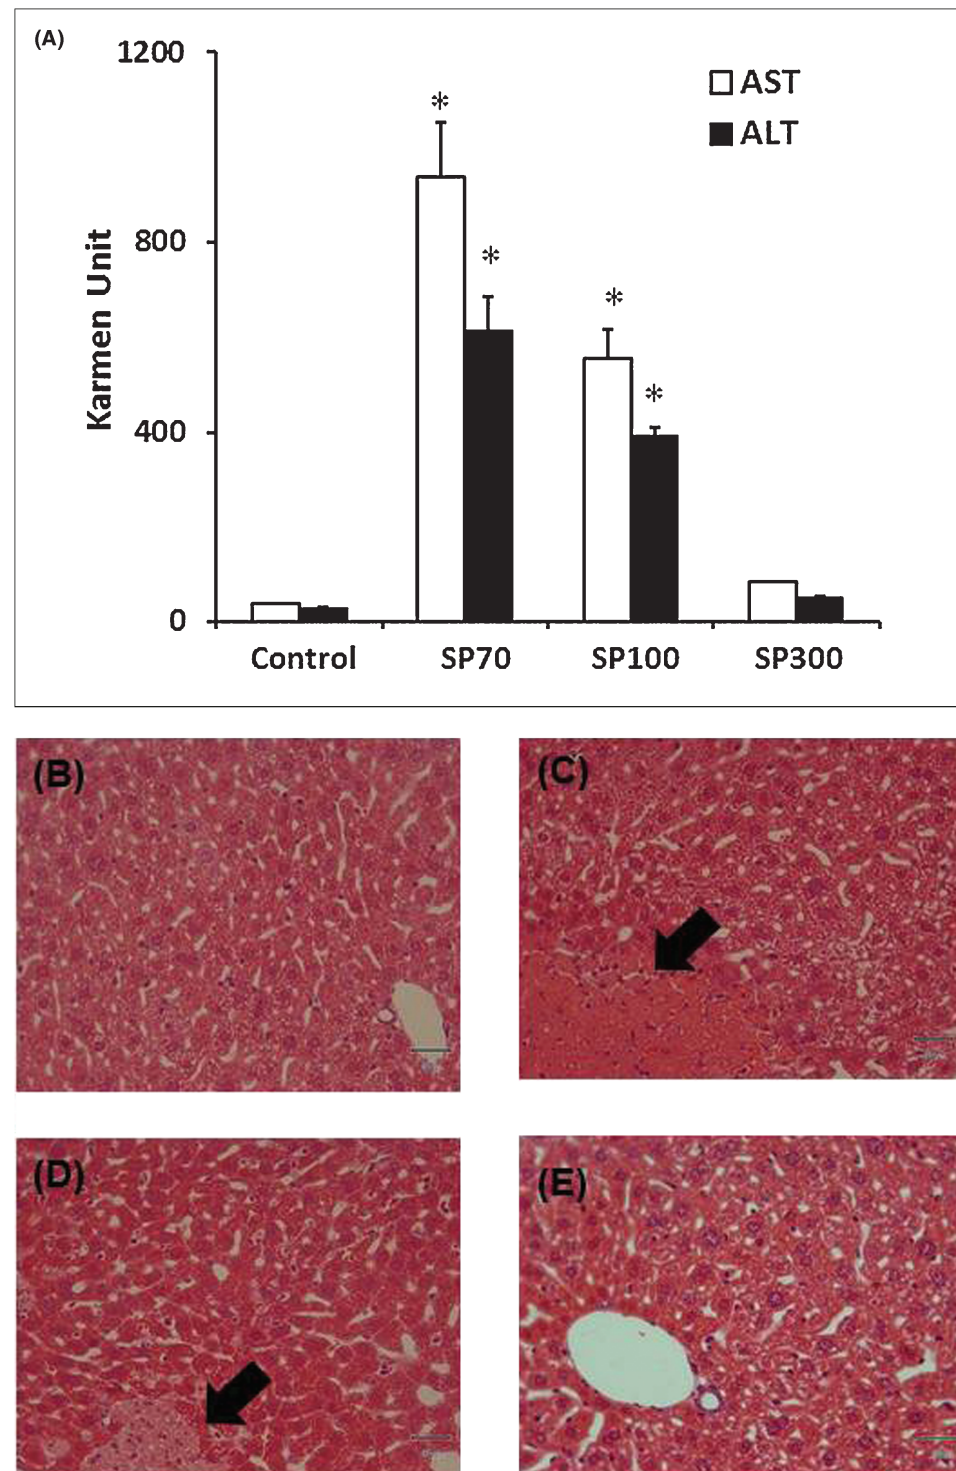 (A)
1200
800
400
0
Karmen Unit
AST
ALT
*
*
*
*
Control SP70 SP100 SP300
(B)
(C)
(D)
(E)